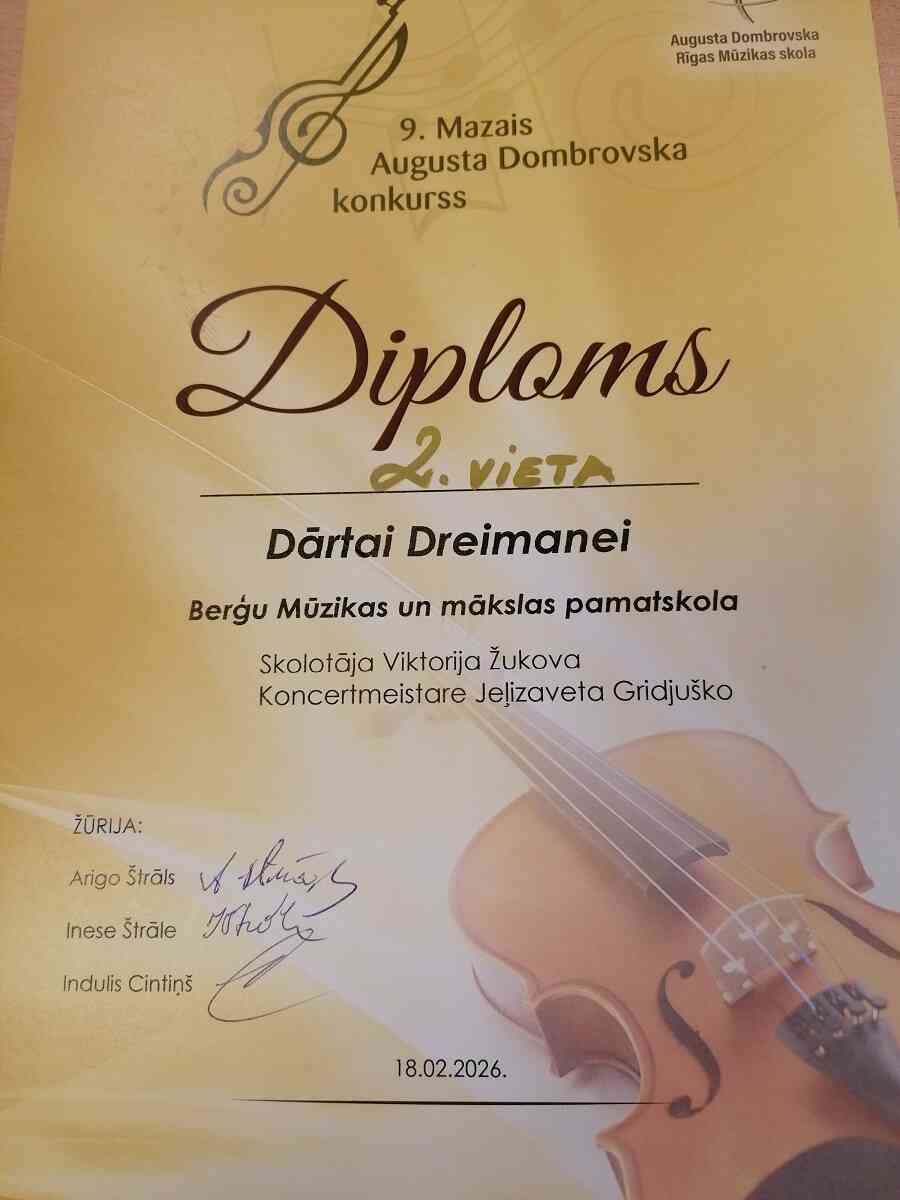 Augusta Dombrovska
Rīgas Mūzikas skola
9. Mazais
Augusta Dombrovska
konkurss
Diploms
2. VIETA
Dārtai Dreimanei
Berģu Mūzikas un mākslas pamatskola
Skolotāja Viktorija Žukova
Koncertmeistare Jeļizaveta Gridjuško
ŽŪRIJA:
Arigo Štrāls
Inese Štrāle
Indulis Cintiņš
18.02.2026.